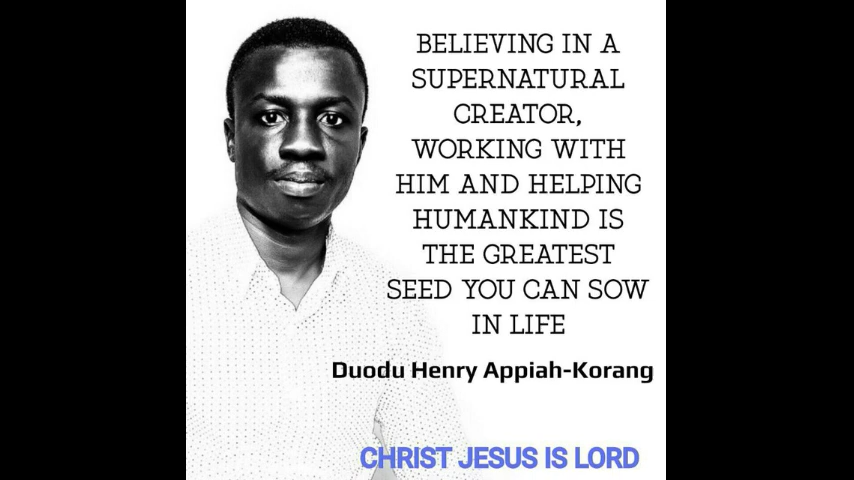 BELIEVING IN A
SUPERNATURAL
CREATOR,
WORKING WITH
HIM AND HELPING
HUMANKIND IS
THE GREATEST
SEED YOU CAN SOW
IN LIFE
Duodu Henry Appiah-Korang
CHRIST JESUS IS LORD